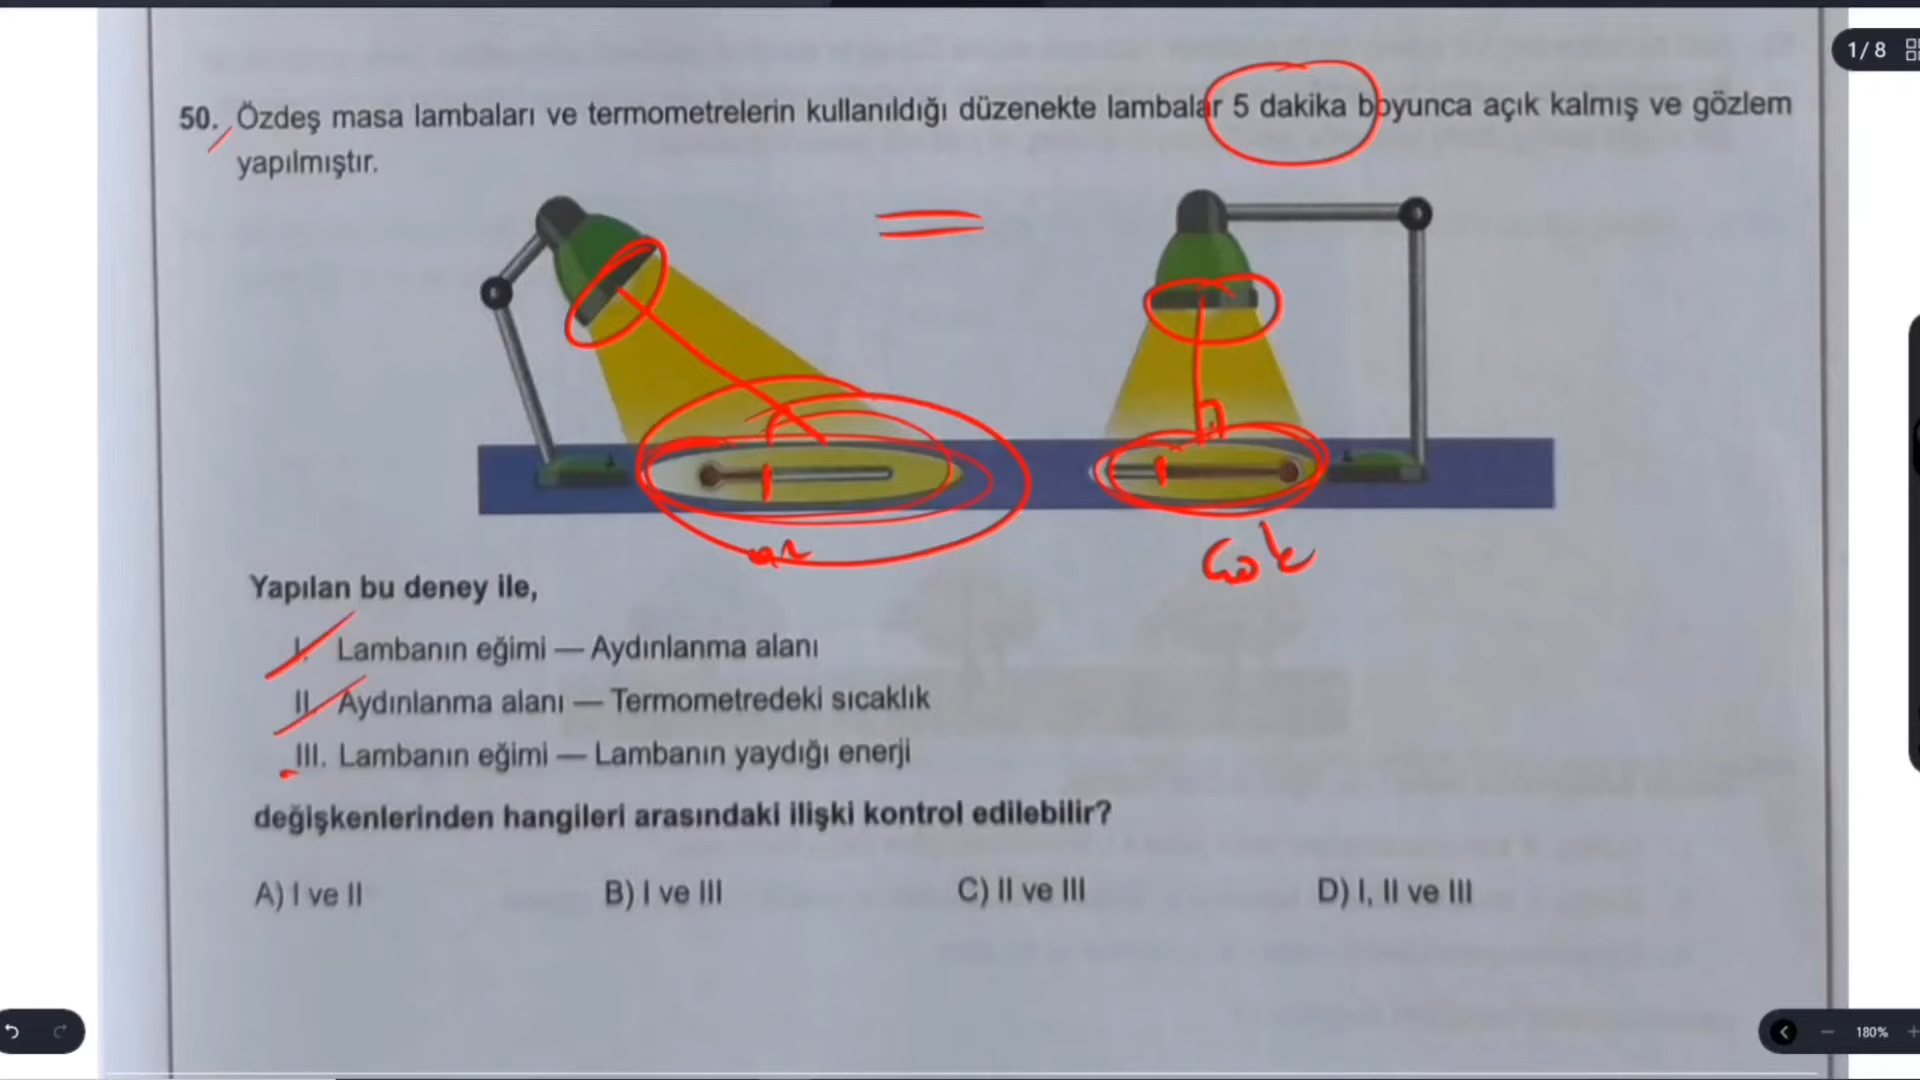 1 / 8
50. Özdeş masa lambaları ve termometrelerin kullanıldığı düzenekte lambalar 5 dakika boyunca açık kalmış ve gözlem
yapılmıştır.
az
Çok
Yapılan bu deney ile,
I. Lambanın eğimi — Aydınlanma alanı
II. Aydınlanma alanı — Termometredeki sıcaklık
III. Lambanın eğimi — Lambanın yaydığı enerji
değişkenlerinden hangileri arasındaki ilişki kontrol edilebilir?
A) I ve II B) I ve III C) II ve III D) I, II ve III
180%